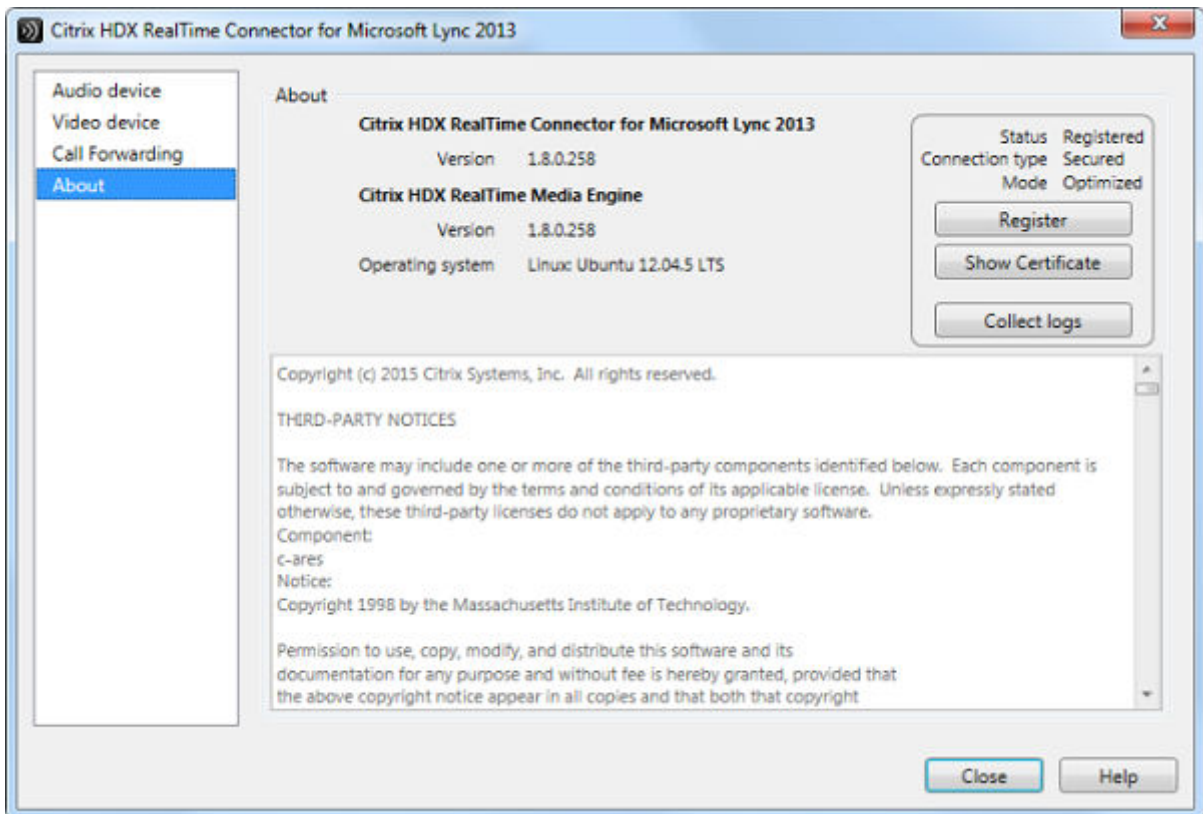 Citrix HDX RealTime Connector for Microsoft Lync 2013
Audio device
Video device
Call Forwarding
About
About
Citrix HDX RealTime Connector for Microsoft Lync 2013
Version 1.8.0.258
Citrix HDX RealTime Media Engine
Version 1.8.0.258
Operating system Linux: Ubuntu 12.04.5 LTS
Status Registered
Connection type Secured
Mode Optimized
Register
Show Certificate
Collect logs
Copyright (c) 2015 Citrix Systems, Inc. All rights reserved.
THIRD-PARTY NOTICES
The software may include one or more of the third-party components identified below. Each component is
subject to and governed by the terms and conditions of its applicable license. Unless expressly stated
otherwise, these third-party licenses do not apply to any proprietary software.
Component:
c-ares
Notice:
Copyright 1998 by the Massachusetts Institute of Technology.
Permission to use, copy, modify, and distribute this software and its
documentation for any purpose and without fee is hereby granted, provided that
the above copyright notice appear in all copies and that both that copyright
Close
Help